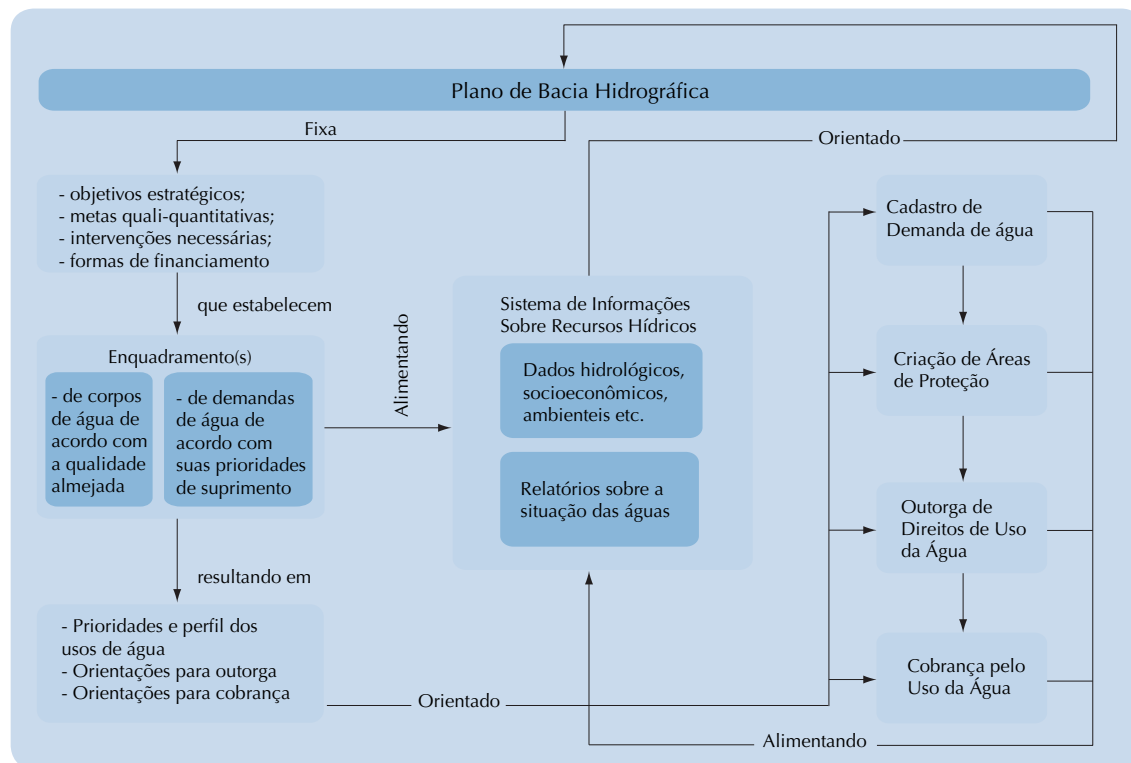 Plano de Bacia Hidrográfica
Fixa
Orientado
- objetivos estratégicos;
- metas quali-quantitativas;
- intervenções necessárias;
- formas de financiamento
que estabelecem
Enquadramento(s)
- de corpos
de água de
acordo com
a qualidade
almejada
- de demandas
de água de
acordo com
suas prioridades
de suprimento
Alimentando
resultando em
- Prioridades e perfil dos
usos de água
- Orientações para outorga
- Orientações para cobrança
Orientado
Sistema de Informações
Sobre Recursos Hídricos
Dados hidrológicos,
socioeconômicos,
ambienteis etc.
Relatórios sobre a
situação das águas
Cadastro de
Demanda de água
Criação de Áreas
de Proteção
Outorga de
Direitos de Uso
da Água
Cobrança pelo
Uso da Água
Alimentando